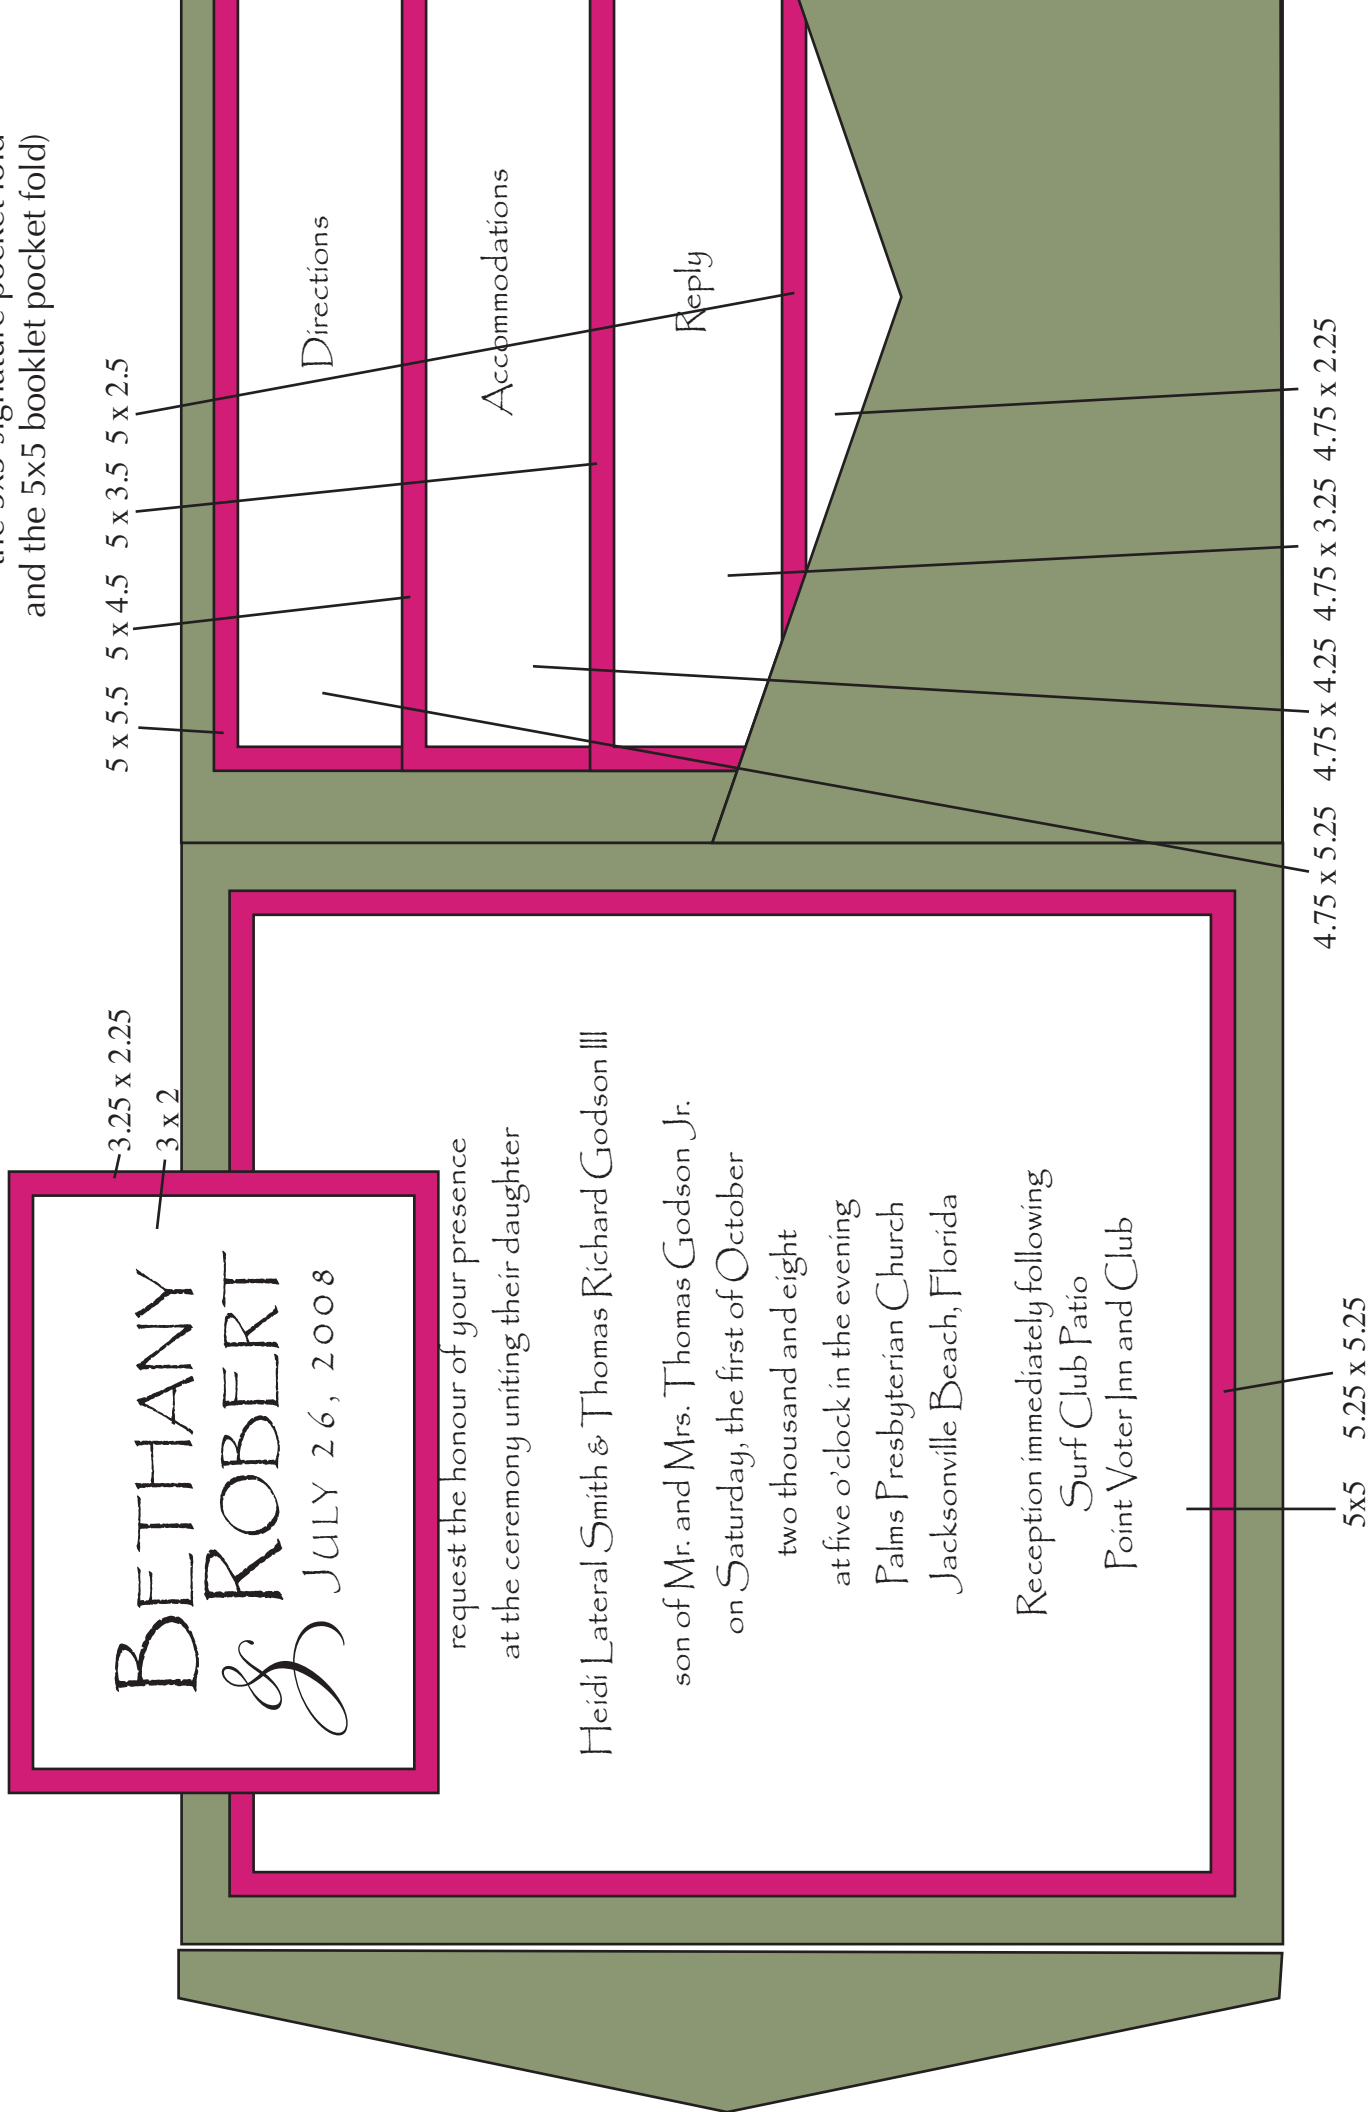 the 5x5 signature pocket fold
and the 5x5 booklet pocket fold)
3.25 x 2.25
3 x 2
BETHANY
& ROBERT
JULY 26, 2008
request the honour of your presence
at the ceremony uniting their daughter
Heidi Lateral Smith & Thomas Richard Godson IIII
son of Mr. and Mrs. Thomas Godson Jr.
on Saturday, the first of October
two thousand and eight
at five o'clock in the evening
Palms Presbyterian Church
Jacksonville Beach, Florida
Reception immediately following
Surf Club Patio
Point Voter Inn and Club
5x5 5.25 x 5.25
5 x 5.5 5 x 4.5 5 x 3.5 5 x 2.5
Directions
Accommodations
Reply
4.75 x 5.25 4.75 x 4.25 4.75 x 3.25 4.75 x 2.25